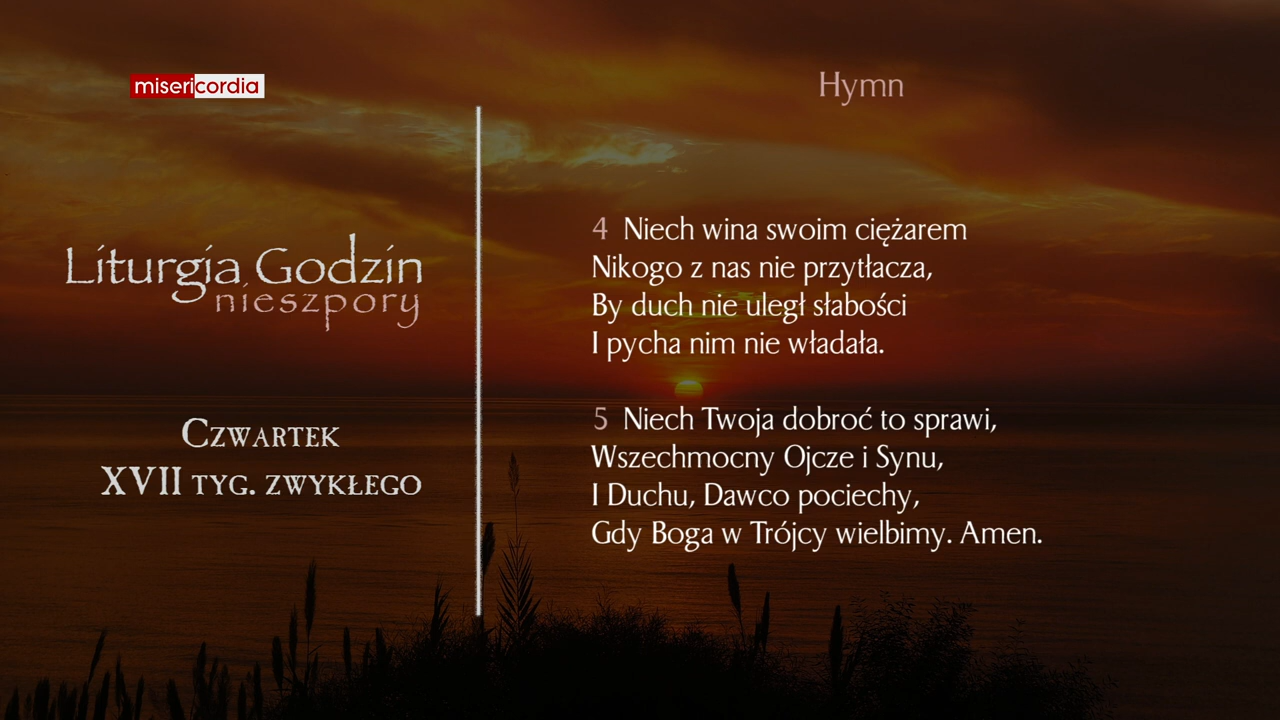 misericordia
Liturgia Godzin
nieszpory
Czwartek
XVII tyg. zwykłego
Hymn
4 Niech wina swoim ciężarem
Nikogo z nas nie przytłacza,
By duch nie uległ słabości
I pycha nim nie władała.
5 Niech Twoja dobroć to sprawi,
Wszechmocny Ojcze i Synu,
I Duchu, Dawco pociechy,
Gdy Boga w Trójcy wielbimy. Amen.